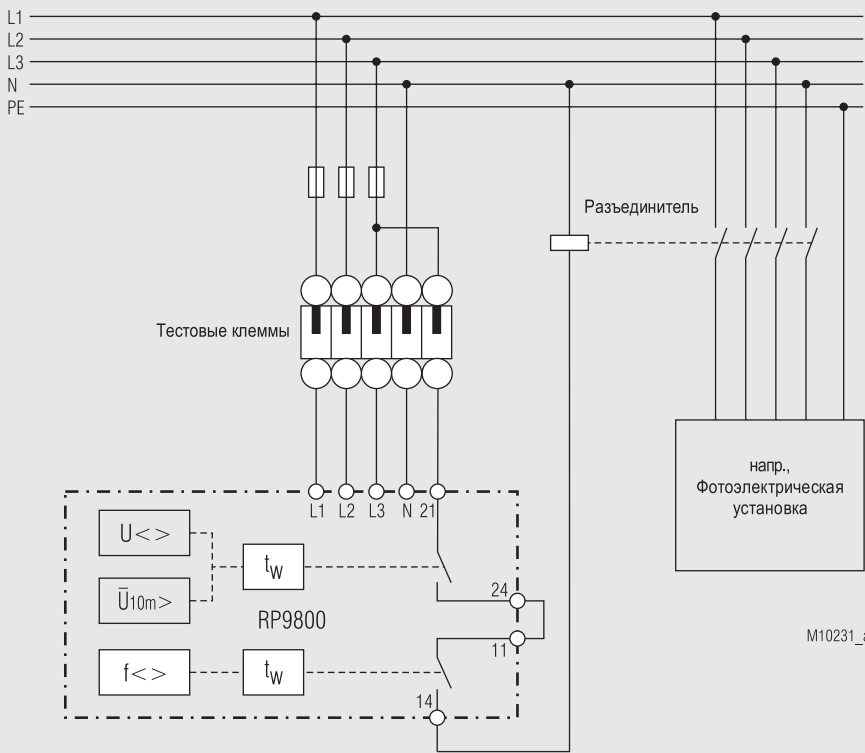 L1
L2
L3
N
PE
Разъединитель
Тестовые клеммы
напр.,
Фотоэлектрическая
установка
L1 L2 L3 N 21
U< >
tw
24
Ū10m>
RP9800
11
M10231_a
f< >
tw
14